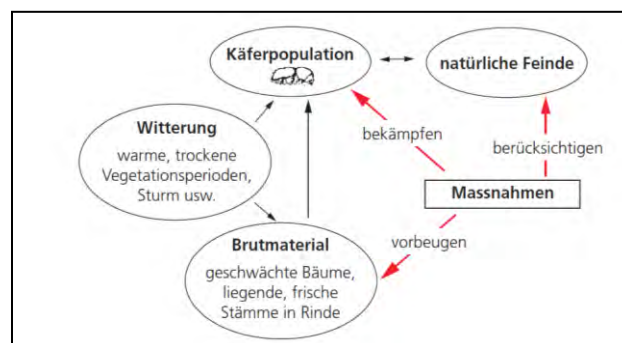 Käferpopulation
natürliche Feinde
bekämpfen
berücksichtigen
Witterung
warme, trockene
Vegetationsperioden,
Sturm usw.
Massnahmen
vorbeugen
Brutmaterial
geschwächte Bäume,
liegende, frische
Stämme in Rinde